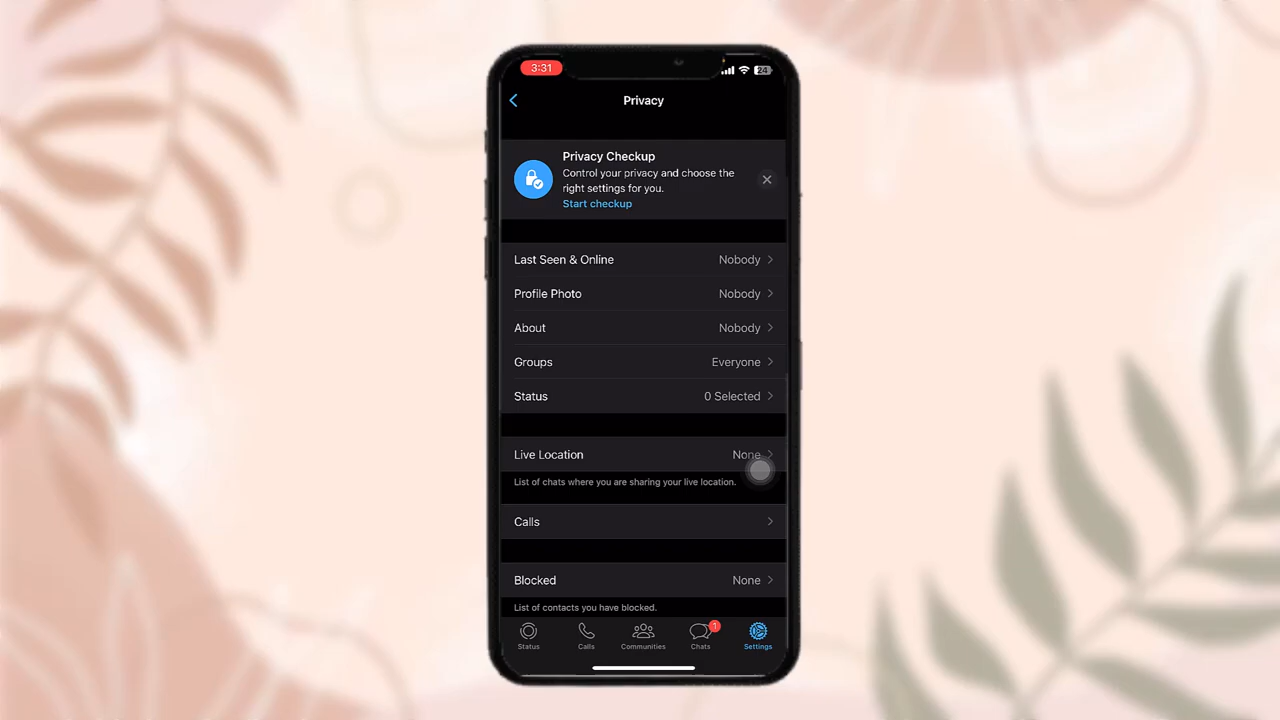 3:31
24
Privacy
Privacy Checkup
Control your privacy and choose the
right settings for you.
Start checkup
Last Seen & Online Nobody
Profile Photo Nobody
About Nobody
Groups Everyone
Status 0 Selected
Live Location None
List of chats where you are sharing your live location.
Calls
Blocked None
List of contacts you have blocked.
1
Status Calls Communities Chats Settings